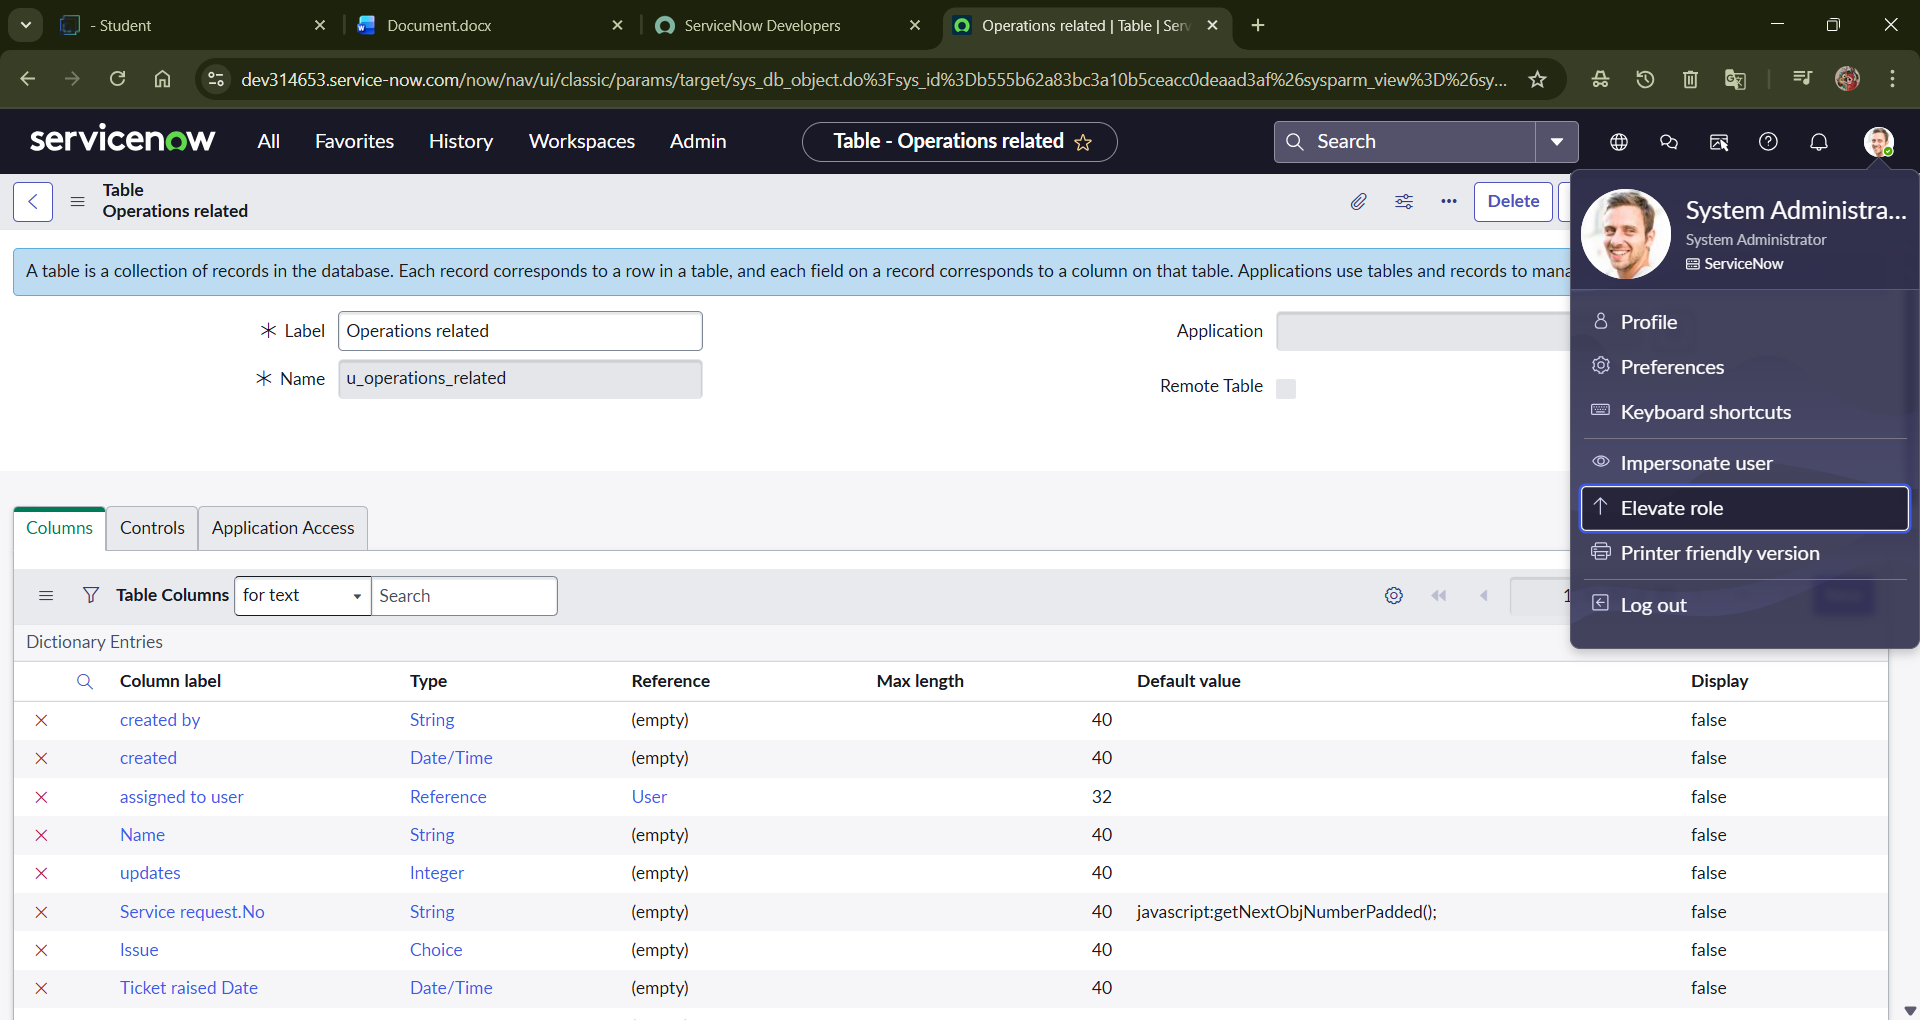 - Student
Document.docx
ServiceNow Developers
Operations related | Table | Serv
dev314653.service-now.com/now/nav/ui/classic/params/target/sys_db_object.do%3Fsys_id%3Db555b62a83bc3a10b5ceacc0deaad3af%26sysparm_view%3D%26sy...
servicenow
All
Favorites
History
Workspaces
Admin
Table - Operations related
Search
Table
Operations related
Delete
System Administra...
System Administrator
ServiceNow
A table is a collection of records in the database. Each record corresponds to a row in a table, and each field on a record corresponds to a column on that table. Applications use tables and records to mana
Label
Operations related
Application
Name
u_operations_related
Remote Table
Profile
Preferences
Keyboard shortcuts
Impersonate user
Elevate role
Printer friendly version
Log out
Columns
Controls
Application Access
Table Columns
for text
Search
1
Dictionary Entries
Column label Type Reference Max length Default value Display
created by String (empty) 40 false
created Date/Time (empty) 40 false
assigned to user Reference User 32 false
Name String (empty) 40 false
updates Integer (empty) 40 false
Service request.No String (empty) 40 javascript:getNextObjNumberPadded(); false
Issue Choice (empty) 40 false
Ticket raised Date Date/Time (empty) 40 false